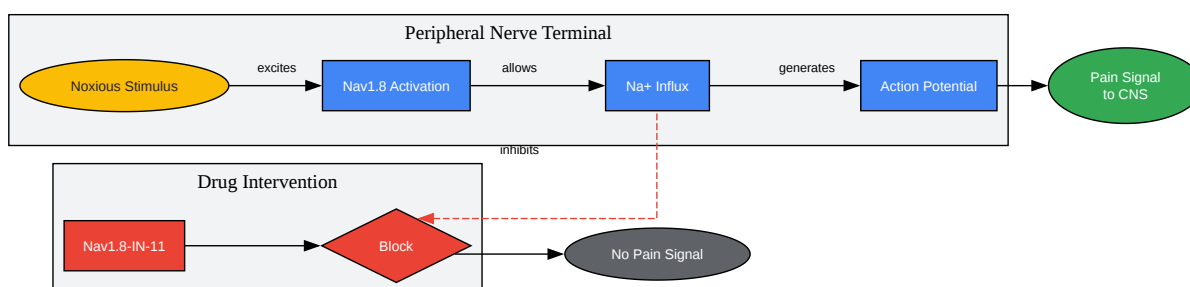 Peripheral Nerve Terminal
Noxious Stimulus
excites
Nav1.8 Activation
allows
Na+ Influx
generates
Action Potential
Pain Signal
to CNS
inhibits
Drug Intervention
Nav1.8-IN-11
Block
No Pain Signal